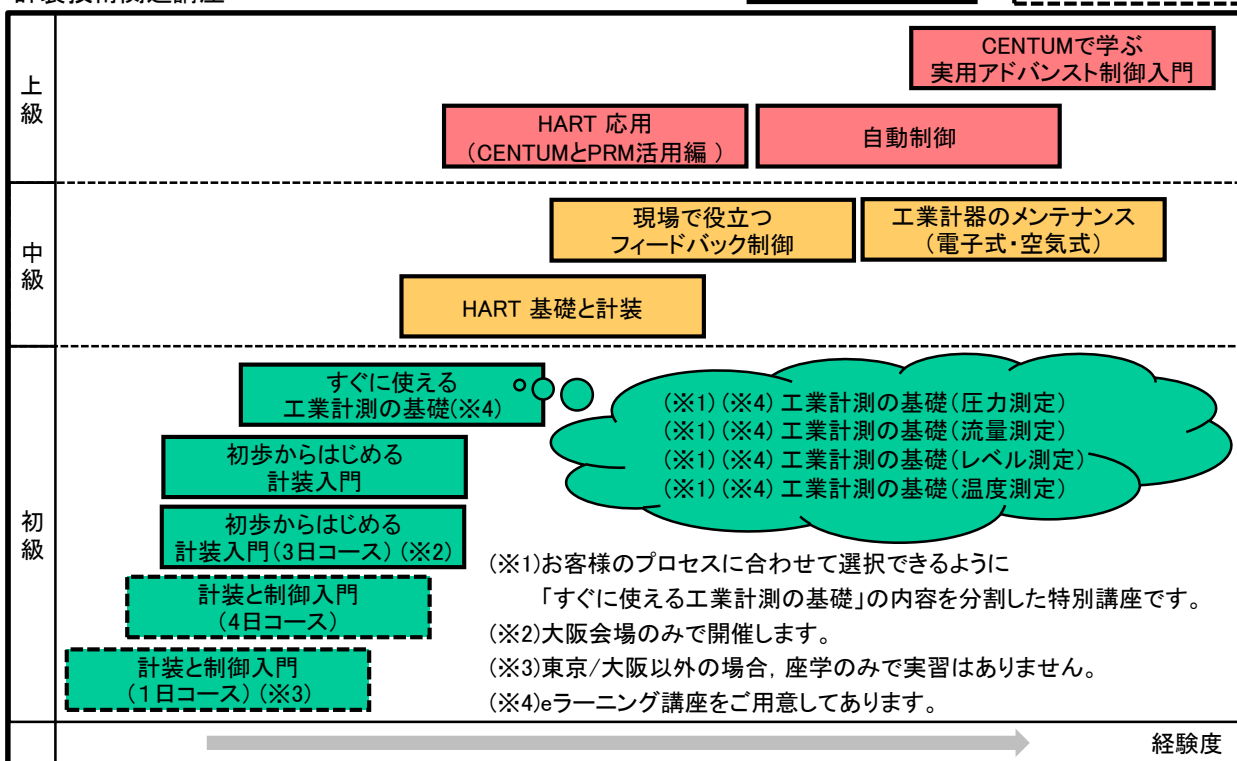 計装技術関連講座
上級
CENTUMで学ぶ
実用アドバンスト制御入門
HART 応用
(CENTUMとPRM活用編 )
自動制御
中級
現場で役立つ
フィードバック制御
工業計器のメンテナンス
(電子式・空気式)
HART 基礎と計装
初級
すぐに使える
工業計測の基礎(※4)
(※1) (※4) 工業計測の基礎(圧力測定)
(※1) (※4) 工業計測の基礎(流量測定)
(※1) (※4) 工業計測の基礎(レベル測定)
(※1) (※4) 工業計測の基礎(温度測定)
初歩からはじめる
計装入門
初歩からはじめる
計装入門(3日コース) (※2)
計装と制御入門
(4日コース)
計装と制御入門
(1日コース) (※3)
(※1)お客様のプロセスに合わせて選択できるように
「すぐに使える工業計測の基礎」の内容を分割した特別講座です。
(※2)大阪会場のみで開催します。
(※3)東京/大阪以外の場合, 座学のみで実習はありません。
(※4)eラーニング講座をご用意してあります。
経験度